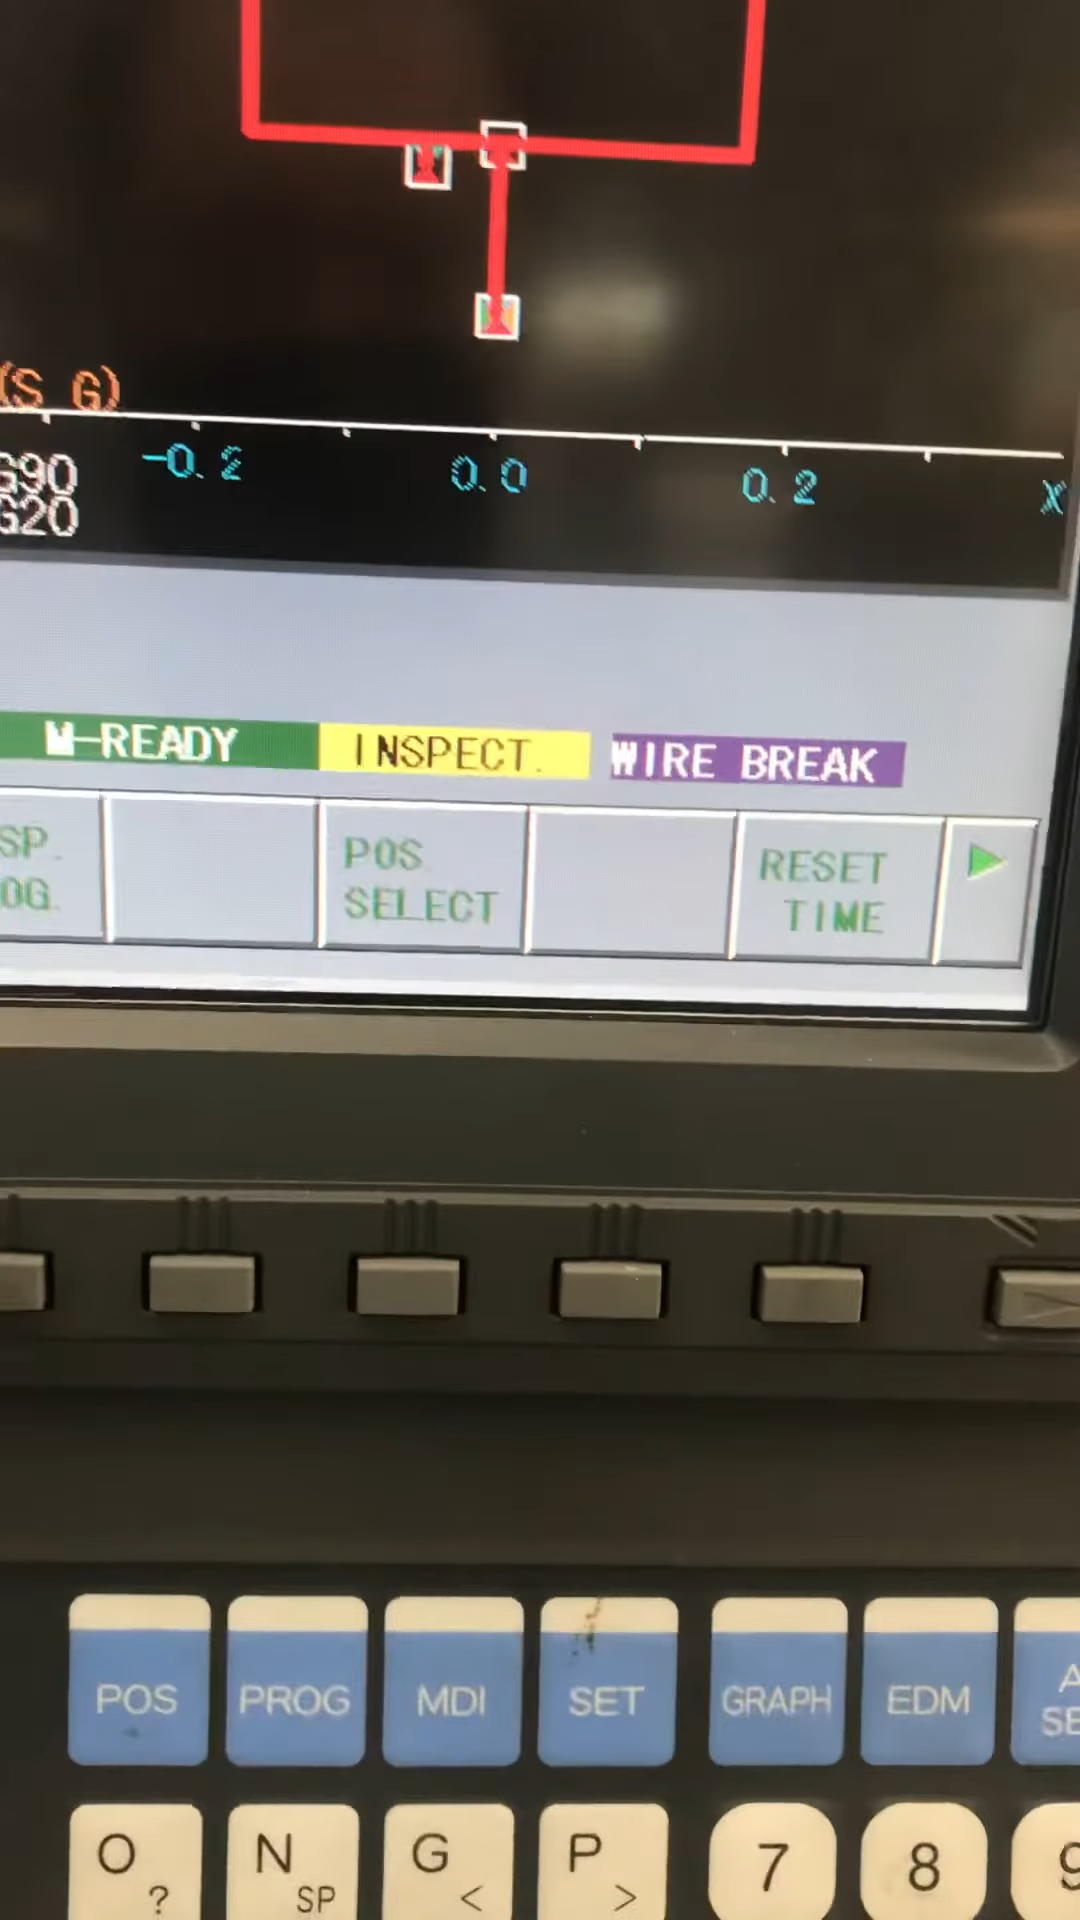 (S G)
-0.2 0.0 0.2 X
G90
G20
M-READY INSPECT. WIRE BREAK
SP. POS. RESET
OG. SELECT TIME
POS PROG MDI SET GRAPH EDM A
SE
O N G P 7 8 9
? SP < >